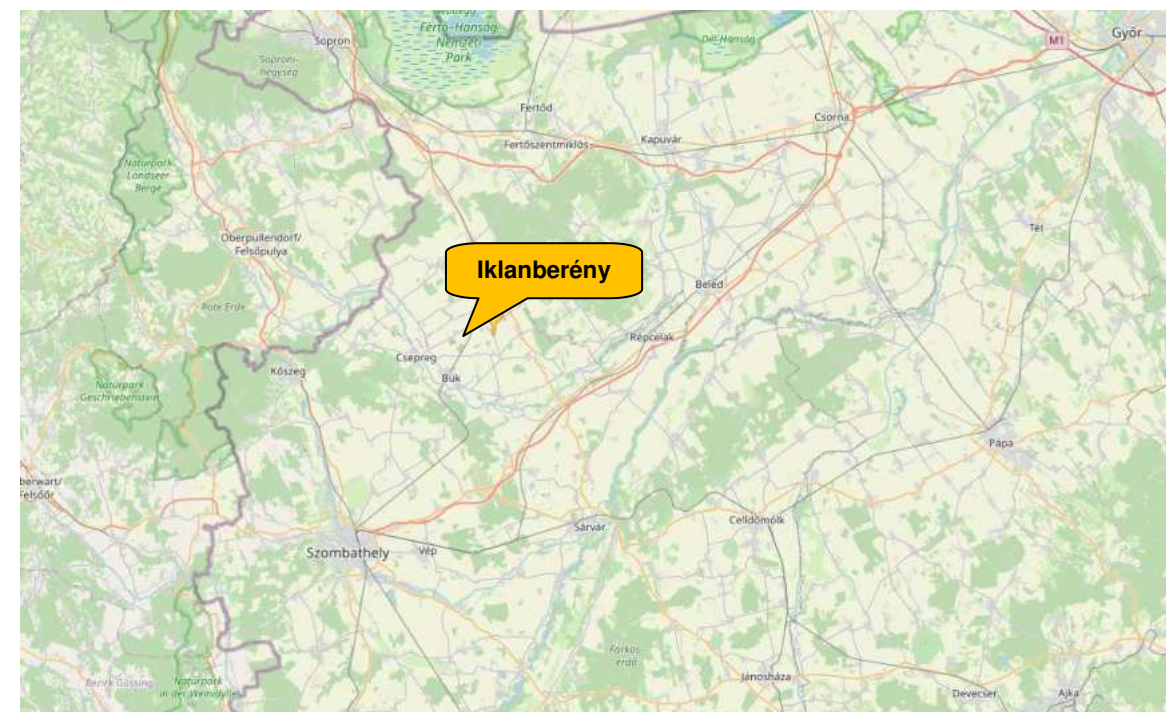 Fertő-Hanság
Nemzeti
Park
Dél-Hanság
Győr
M1
Sopron
Soproni-
hegység
Fertőd
Csorna
Kapuvár
Fertőszentmiklós
Naturpark
Landseer
Berge
Tét
Oberpullendorf/
Felsőpulya
Iklanberény
Beled
Rote Erde
Répcelak
Csepreg
Kőszeg
Bük
Naturpark
Geschriebenstein
Pápa
berwart/
Felsőőr
Celldömölk
Sárvár
Szombathely
Vép
Farkas-
erdő
Jánosháza
Bezirk Güssing
Naturpark
in der Weinidylle
Devecser
Ajka